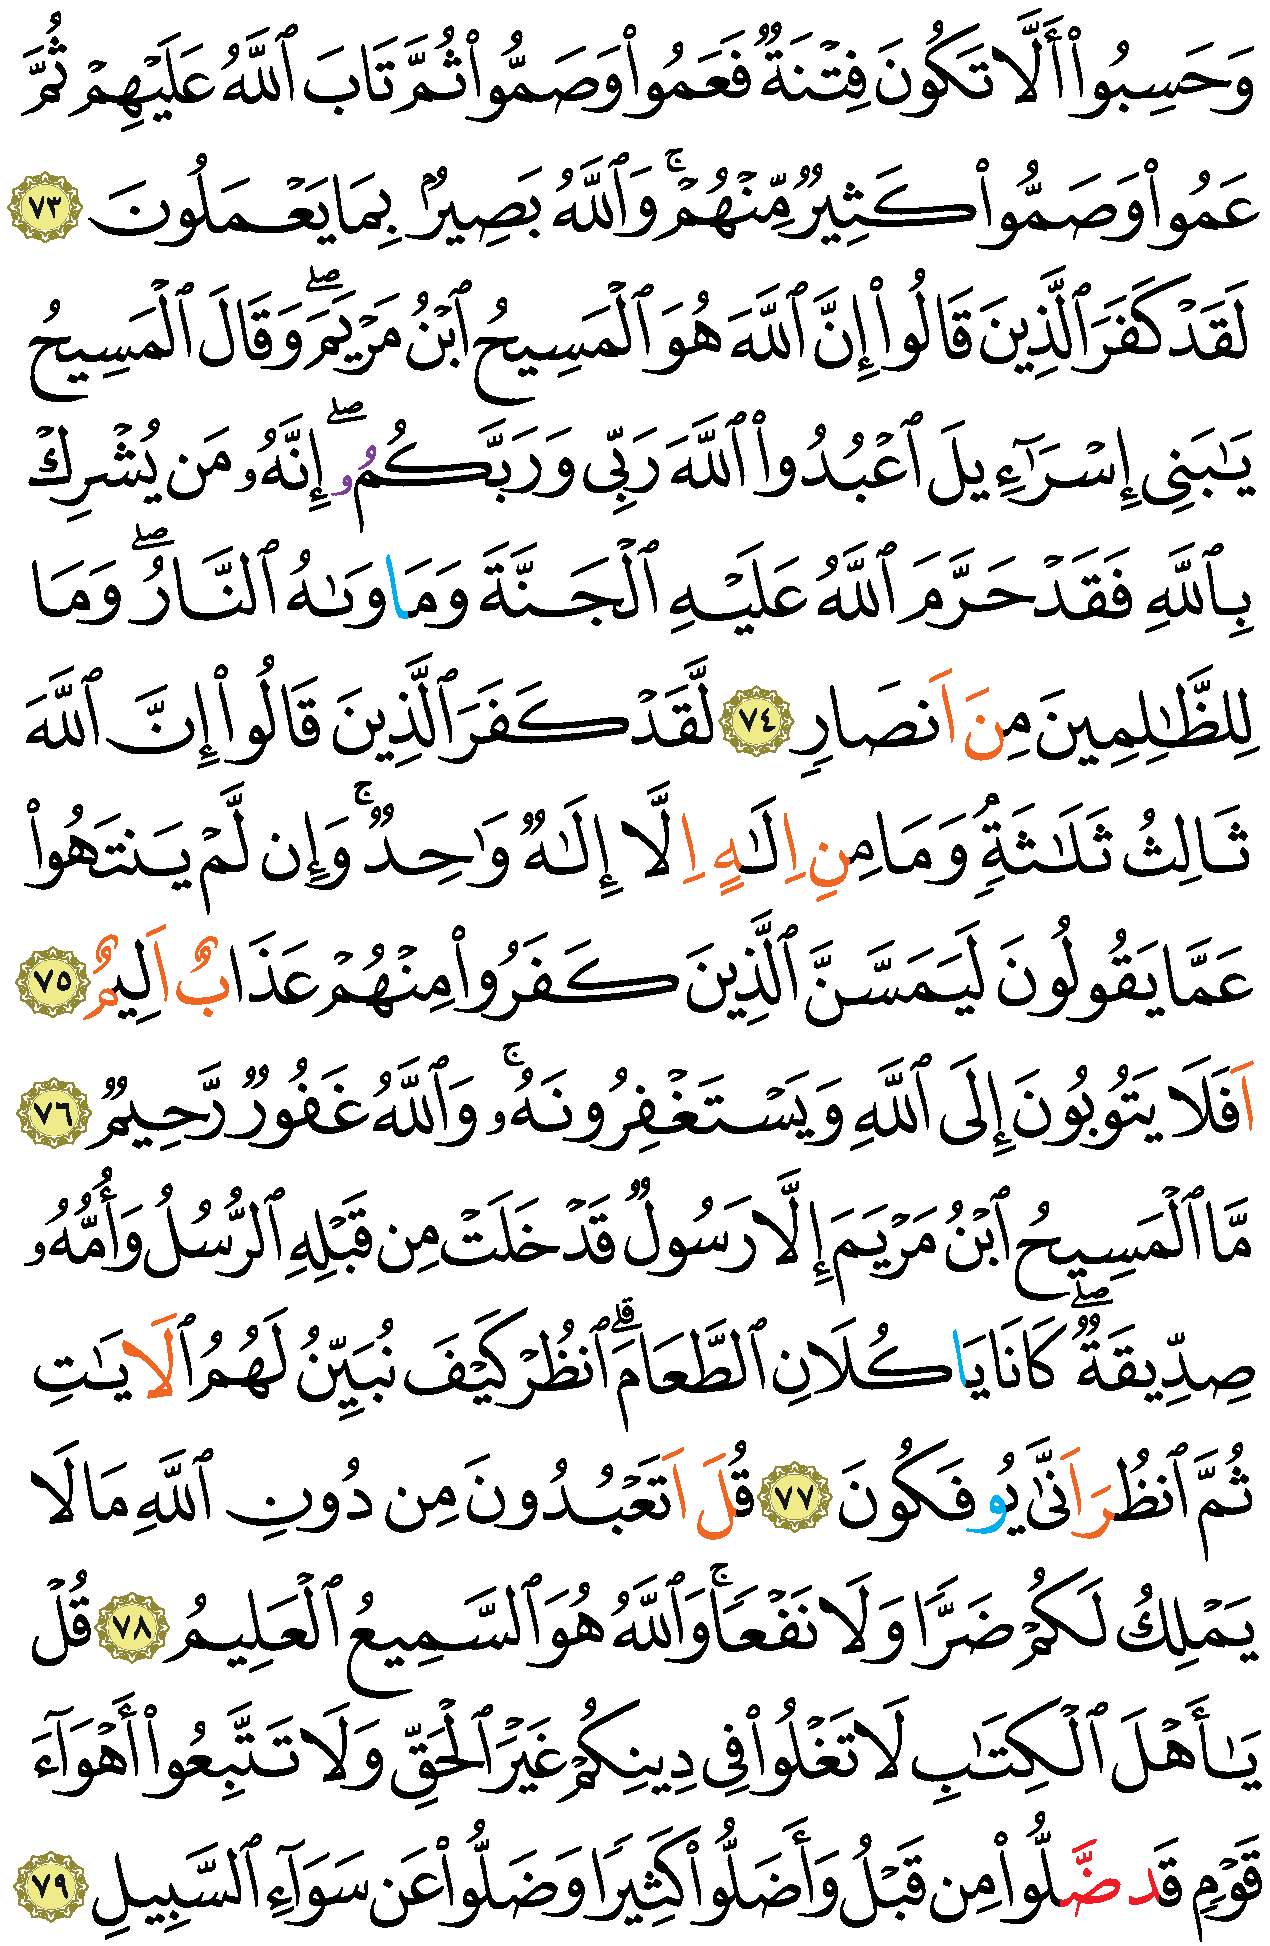 وَحَسِبُوٓا۟ أَلَّا تَكُونَ فِتْنَةٌ فَعَمُوا۟ وَصَمُّوا۟ ثُمَّ تَابَ ٱللَّهُ عَلَيْهِمْ ثُمَّ
عَمُوا۟ وَصَمُّوا۟ كَثِيرٌ مِّنْهُمْ ۚ وَٱللَّهُ بَصِيرٌۢ بِمَا يَعْمَلُونَ ٧٣
لَقَدْ كَفَرَ ٱلَّذِينَ قَالُوٓا۟ إِنَّ ٱللَّهَ هُوَ ٱلْمَسِيحُ ٱبْنُ مَرْيَمَ ۖ وَقَالَ ٱلْمَسِيحُ
يَٰبَنِى إِسْرَٰٓءِيلَ ٱعْبُدُوا۟ ٱللَّهَ رَبِّى وَرَبَّكُمُۥ ۖ إِنَّهُۥ مَن يُشْرِكْ
بِٱللَّهِ فَقَدْ حَرَّمَ ٱللَّهُ عَلَيْهِ ٱلْجَنَّةَ وَمَاوَىٰهُ ٱلنَّارُ ۖ وَمَا
لِلظَّٰلِمِينَ مِنَ اَنصَارٍ ٧٤ لَّقَدْ كَفَرَ ٱلَّذِينَ قَالُوٓا۟ إِنَّ ٱللَّهَ
ثَالِثُ ثَلَٰثَةٍ وَمَا مِنِ اِلَٰهٍ اِلَّا إِلَٰهٌ وَٰحِدٌ ۚ وَإِن لَّمْ يَنتَهُوا۟
عَمَّا يَقُولُونَ لَيَمَسَّنَّ ٱلَّذِينَ كَفَرُوا۟ مِنْهُمْ عَذَابٌ اَلِيمٌ ٧٥
اَفَلَا يَتُوبُونَ إِلَى ٱللَّهِ وَيَسْتَغْفِرُونَهُۥ ۚ وَٱللَّهُ غَفُورٌ رَّحِيمٌ ٧٦
مَّا ٱلْمَسِيحُ ٱبْنُ مَرْيَمَ إِلَّا رَسُولٌ قَدْ خَلَتْ مِن قَبْلِهِ ٱلرُّسُلُ وَأُمُّهُۥ
صِدِّيقَةٌ ۖ كَانَا يَاكُلَانِ ٱلطَّعَامَ ۗ ٱنظُرْ كَيْفَ نُبَيِّنُ لَهُمُ ٱلَايَٰتِ
ثُمَّ ٱنظُرَ اَنَّىٰ يُوفَكُونَ ٧٧ قُلَ اَتَعْبُدُونَ مِن دُونِ ٱللَّهِ مَا لَا
يَمْلِكُ لَكُمْ ضَرًّا وَلَا نَفْعًا ۚ وَٱللَّهُ هُوَ ٱلسَّمِيعُ ٱلْعَلِيمُ ٧٨ قُلْ
يَٰأَهْلَ ٱلْكِتَٰبِ لَا تَغْلُوا۟ فِى دِينِكُمْ غَيْرَ ٱلْحَقِّ وَلَا تَتَّبِعُوٓا۟ أَهْوَآءَ
قَوْمٍ قَد ضَّلُّوا۟ مِن قَبْلُ وَأَضَلُّوا۟ كَثِيرًا وَضَلُّوا۟ عَن سَوَآءِ ٱلسَّبِيلِ ٧٩